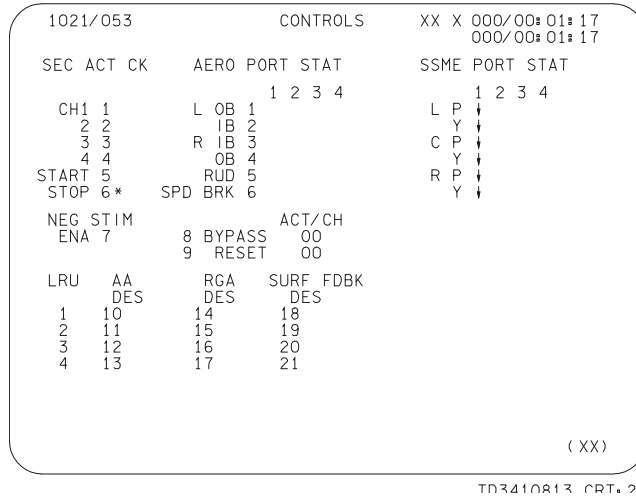 1021/053 CONTROLS XX X 000/00:01:17
000/00:01:17
SEC ACT CK AERO PORT STAT SSME PORT STAT
1 2 3 4 1 2 3 4
CH1 1 L OB 1 L P ↓
2 2 IB 2 Y ↓
3 3 R IB 3 C P ↓
4 4 OB 4 Y ↓
START 5 RUD 5 R P ↓
STOP 6* SPD BRK 6 Y ↓
NEG STIM ACT/CH
ENA 7 8 BYPASS 00
9 RESET 00
LRU AA RGA SURF FDBK
DES DES DES
1 10 14 18
2 11 15 19
3 12 16 20
4 13 17 21
(XX)
TD3410813 CRT: 2